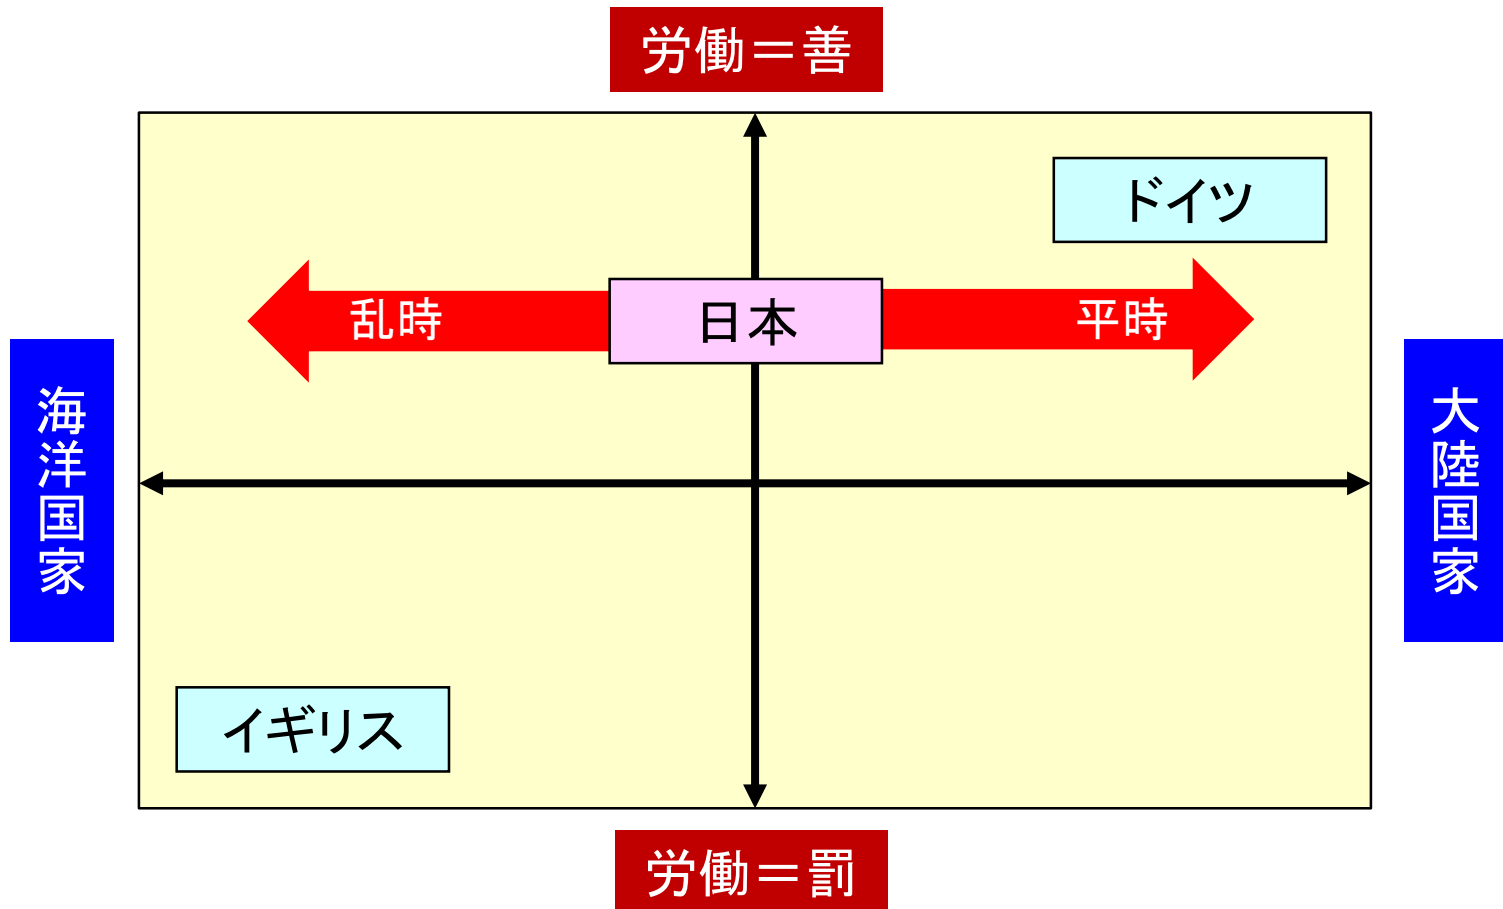 労働＝善
ドイツ
乱時
日本
平時
海洋国家
大陸国家
イギリス
労働＝罰